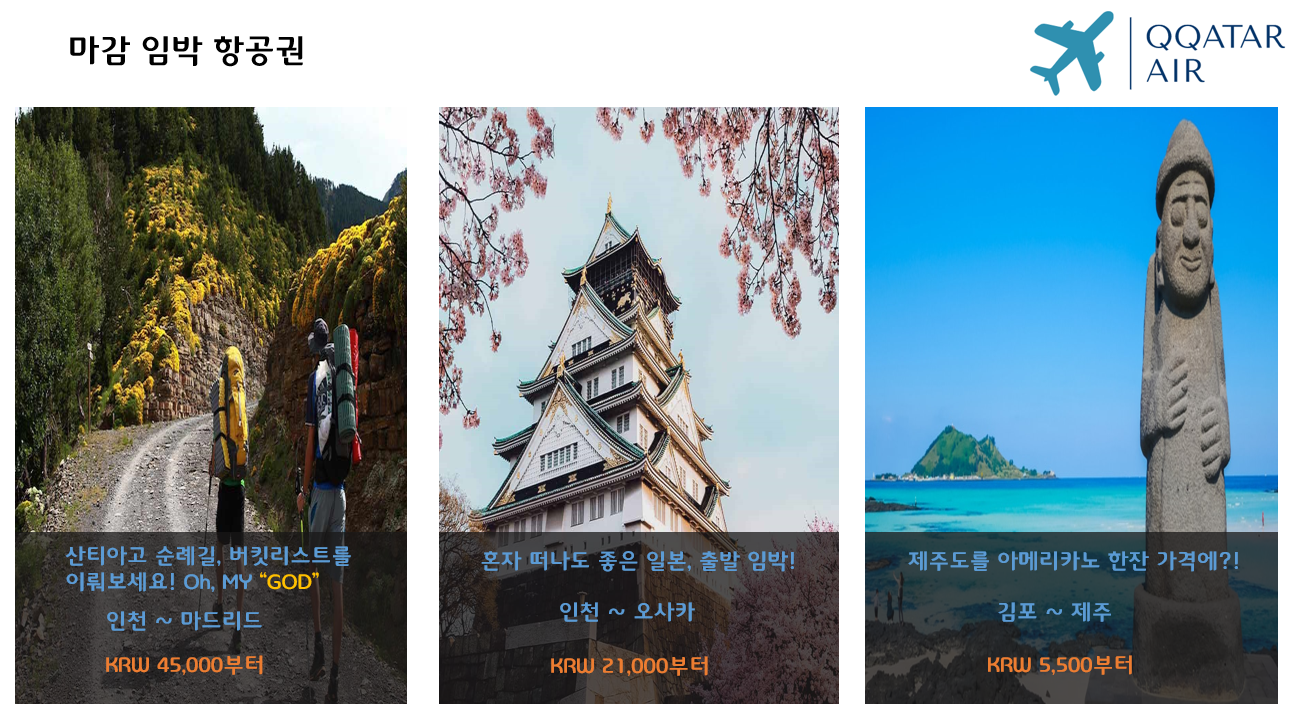 마감 임박 항공권
QQATAR
AIR
산티아고 순례길, 버킷리스트를
이뤄보세요! Oh, MY “GOD”
인천 ~ 마드리드
KRW 45,000부터
혼자 떠나도 좋은 일본, 출발 임박!
인천 ~ 오사카
KRW 21,000부터
제주도를 아메리카노 한잔 가격에?!
김포 ~ 제주
KRW 5,500부터